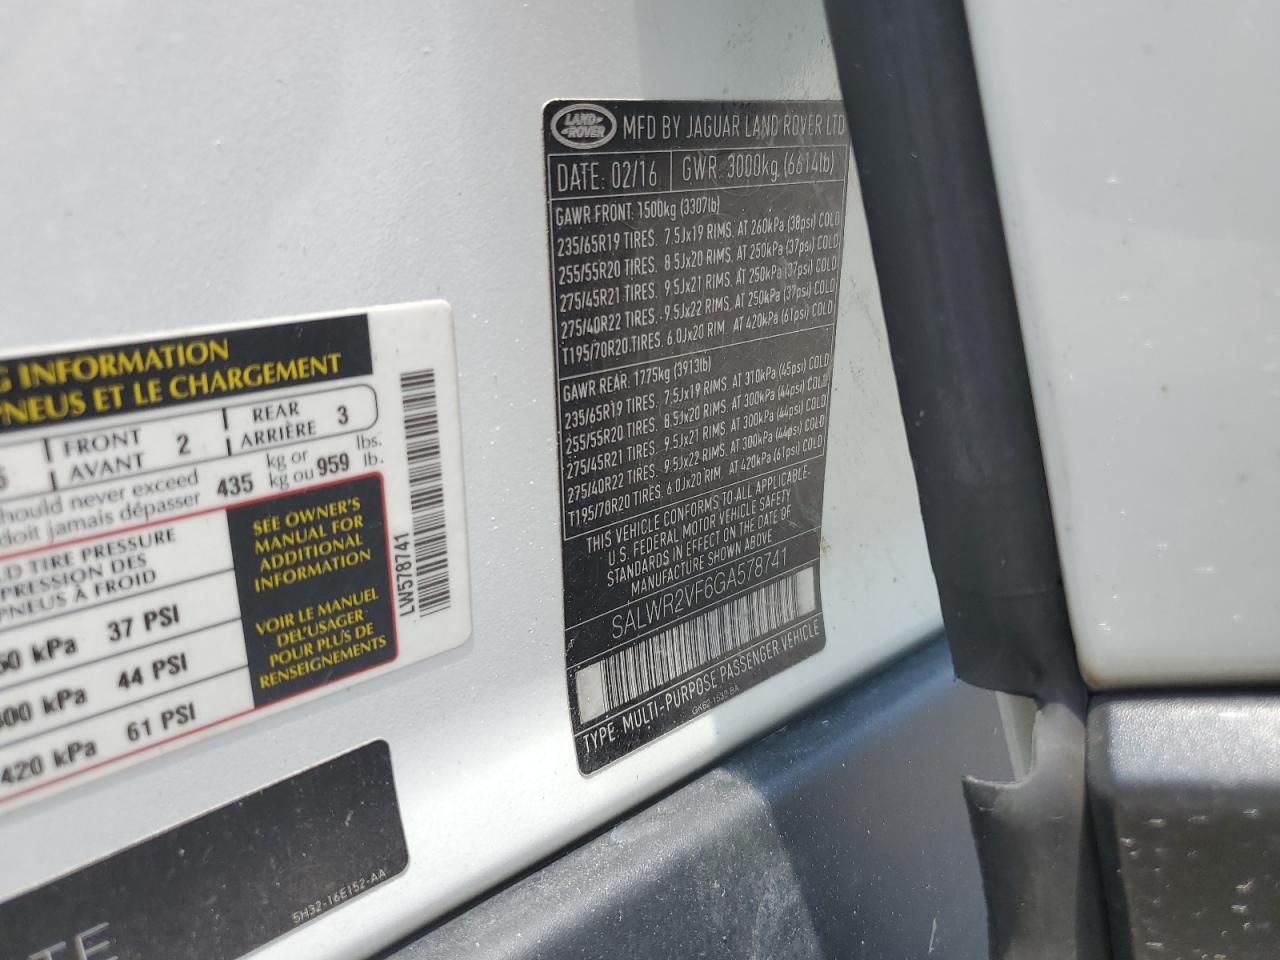 LAND
ROVER
MFD BY JAGUAR LAND ROVER LTD
DATE: 02/16 GWR: 3000kg (6614lb)
GAWR FRONT: 1500kg (3307lb)
235/65R19 TIRES. 7.5Jx19 RIMS. AT 260kPa (38psi) COLD
255/55R20 TIRES. 8.5Jx20 RIMS. AT 250kPa (37psi) COLD
275/45R21 TIRES. 9.5Jx21 RIMS. AT 250kPa (37psi) COLD
275/40R22 TIRES. 9.5Jx22 RIMS. AT 250kPa (37psi) COLD
T195/70R20.TIRES. 6.0Jx20 RIM. AT 420kPa (61psi) COLD
GAWR REAR: 1775kg (3913lb)
235/65R19 TIRES. 7.5Jx19 RIMS. AT 310kPa (45psi) COLD
255/55R20 TIRES. 8.5Jx20 RIMS. AT 300kPa (44psi) COLD
275/45R21 TIRES. 9.5Jx21 RIMS. AT 300kPa (44psi) COLD
275/40R22 TIRES. 9.5Jx22 RIMS. AT 300kPa (44psi) COLD
T195/70R20 TIRES. 6.0Jx20 RIM. AT 420kPa (61psi) COLD
THIS VEHICLE CONFORMS TO ALL APPLICABLE-
U.S. FEDERAL MOTOR VEHICLE SAFETY
STANDARDS IN EFFECT ON THE DATE OF
MANUFACTURE SHOWN ABOVE
SALWR2VF6GA578741
TYPE: MULTI-PURPOSE PASSENGER VEHICLE
G INFORMATION
PNEUS ET LE CHARGEMENT
FRONT
AVANT 2
REAR
ARRIÈRE 3
hould never exceed
doit jamais dépasser 435 kg or
kg ou 959 lbs.
lb.
D TIRE PRESSURE
PRESSION DES
PNEUS À FROID
50 kPa 37 PSI
00 kPa 44 PSI
420 kPa 61 PSI
SEE OWNER'S
MANUAL FOR
ADDITIONAL
INFORMATION
VOIR LE MANUEL
DEL'USAGER
POUR PLUS DE
RENSEIGNEMENTS
LW578741
5H32-16E152-AA
TE